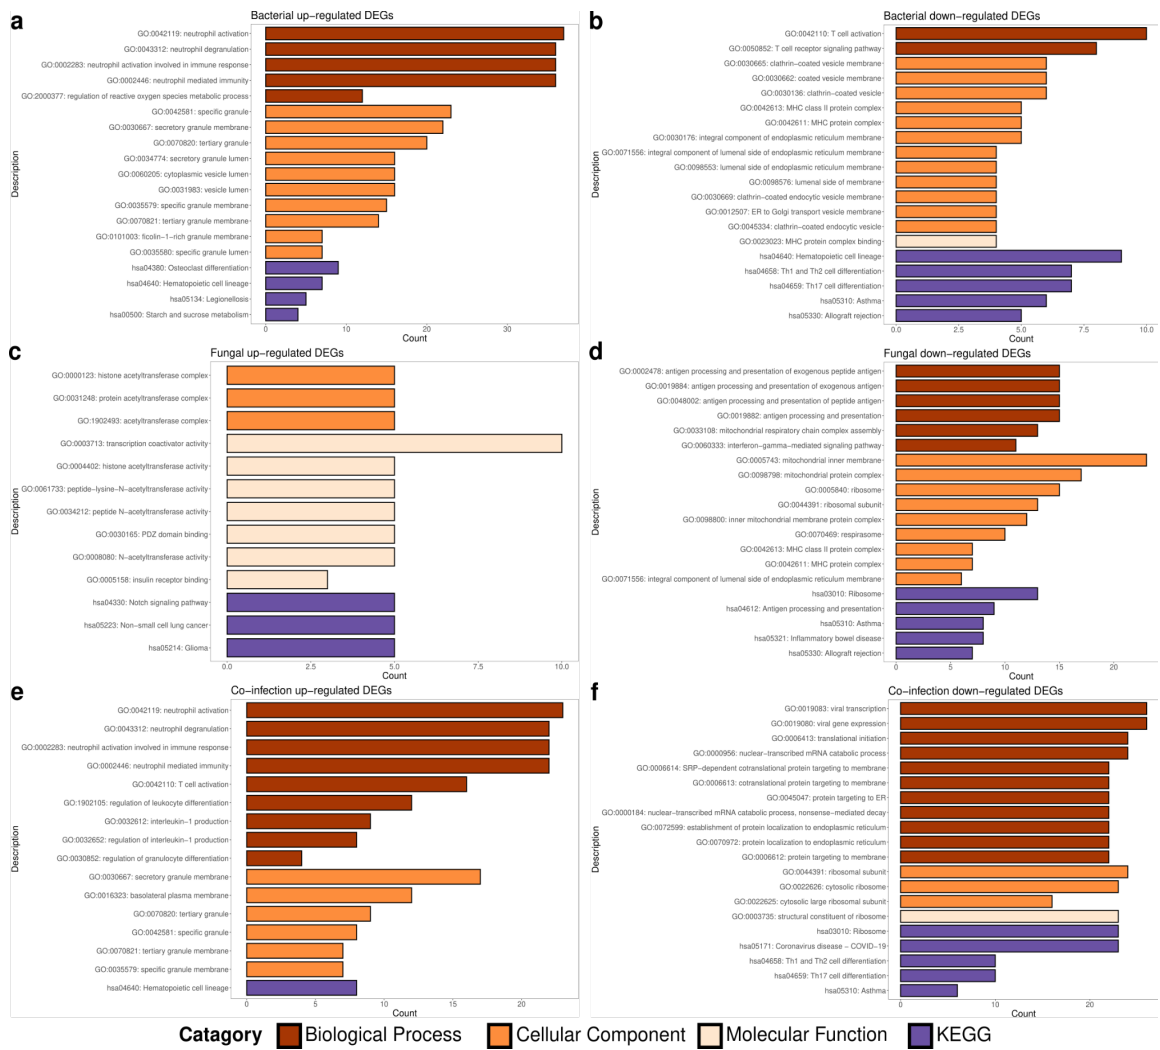 a
Bacterial up-regulated DEGs
GO:0042119: neutrophil activation
GO:0043312: neutrophil degranulation
GO:0002283: neutrophil activation involved in immune response
GO:0002446: neutrophil mediated immunity
GO:2000377: regulation of reactive oxygen species metabolic process
GO:0042581: specific granule
GO:0030667: secretory granule membrane
GO:0070820: tertiary granule
GO:0034774: secretory granule lumen
GO:0060205: cytoplasmic vesicle lumen
GO:0031983: vesicle lumen
GO:0035579: specific granule membrane
GO:0070821: tertiary granule membrane
GO:0101003: ficolin-1-rich granule membrane
GO:0035580: specific granule lumen
hsa04380: Osteoclast differentiation
hsa04640: Hematopoietic cell lineage
hsa05134: Legionellosis
hsa00500: Starch and sucrose metabolism
Description
0 10 20 30
Count
b
Bacterial down-regulated DEGs
GO:0042110: T cell activation
GO:0050852: T cell receptor signaling pathway
GO:0030665: clathrin-coated vesicle membrane
GO:0030662: coated vesicle membrane
GO:0030136: clathrin-coated vesicle
GO:0042613: MHC class II protein complex
GO:0042611: MHC protein complex
GO:0030176: integral component of endoplasmic reticulum membrane
GO:0071556: integral component of lumenal side of endoplasmic reticulum membrane
GO:0098553: lumenal side of endoplasmic reticulum membrane
GO:0098576: lumenal side of membrane
GO:0030669: clathrin-coated endocytic vesicle membrane
GO:0012507: ER to Golgi transport vesicle membrane
GO:0045334: clathrin-coated endocytic vesicle
GO:0023023: MHC protein complex binding
hsa04640: Hematopoietic cell lineage
hsa04658: Th1 and Th2 cell differentiation
hsa04659: Th17 cell differentiation
hsa05310: Asthma
hsa05330: Allograft rejection
Description
0.0 2.5 5.0 7.5 10.0
Count
c
Fungal up-regulated DEGs
GO:0000123: histone acetyltransferase complex
GO:0031248: protein acetyltransferase complex
GO:1902493: acetyltransferase complex
GO:0003713: transcription coactivator activity
GO:0004402: histone acetyltransferase activity
GO:0061733: peptide-lysine-N-acetyltransferase activity
GO:0034212: peptide N-acetyltransferase activity
GO:0030165: PDZ domain binding
GO:0008080: N-acetyltransferase activity
GO:0005158: insulin receptor binding
hsa04330: Notch signaling pathway
hsa05223: Non-small cell lung cancer
hsa05214: Glioma
Description
0.0 2.5 5.0 7.5 10.0
Count
d
Fungal down-regulated DEGs
GO:0002478: antigen processing and presentation of exogenous peptide antigen
GO:0019884: antigen processing and presentation of exogenous antigen
GO:0048002: antigen processing and presentation of peptide antigen
GO:0019882: antigen processing and presentation
GO:0033108: mitochondrial respiratory chain complex assembly
GO:0060333: interferon-gamma-mediated signaling pathway
GO:0005743: mitochondrial inner membrane
GO:0098798: mitochondrial protein complex
GO:0005840: ribosome
GO:0044391: ribosomal subunit
GO:0098800: inner mitochondrial membrane protein complex
GO:0070469: respirasome
GO:0042613: MHC class II protein complex
GO:0042611: MHC protein complex
GO:0071556: integral component of lumenal side of endoplasmic reticulum membrane
hsa03010: Ribosome
hsa04612: Antigen processing and presentation
hsa05310: Asthma
hsa05321: Inflammatory bowel disease
hsa05330: Allograft rejection
Description
0 5 10 15 20
Count
e
Co-infection up-regulated DEGs
GO:0042119: neutrophil activation
GO:0043312: neutrophil degranulation
GO:0002283: neutrophil activation involved in immune response
GO:0002446: neutrophil mediated immunity
GO:0042110: T cell activation
GO:1902105: regulation of leukocyte differentiation
GO:0032612: interleukin-1 production
GO:0032652: regulation of interleukin-1 production
GO:0030852: regulation of granulocyte differentiation
GO:0030667: secretory granule membrane
GO:0016323: basolateral plasma membrane
GO:0070820: tertiary granule
GO:0042581: specific granule
GO:0070821: tertiary granule membrane
GO:0035579: specific granule membrane
hsa04640: Hematopoietic cell lineage
Description
0 5 10 15 20
Count
f
Co-infection down-regulated DEGs
GO:0019083: viral transcription
GO:0019080: viral gene expression
GO:0006413: translational initiation
GO:0000956: nuclear-transcribed mRNA catabolic process
GO:0006614: SRP-dependent cotranslational protein targeting to membrane
GO:0006613: cotranslational protein targeting to membrane
GO:0045047: protein targeting to ER
GO:0000184: nuclear-transcribed mRNA catabolic process, nonsense-mediated decay
GO:0072599: establishment of protein localization to endoplasmic reticulum
GO:0070972: protein localization to endoplasmic reticulum
GO:0006612: protein targeting to membrane
GO:0044391: ribosomal subunit
GO:0022626: cytosolic ribosome
GO:0022625: cytosolic large ribosomal subunit
GO:0003735: structural constituent of ribosome
hsa03010: Ribosome
hsa05171: Coronavirus disease - COVID-19
hsa04658: Th1 and Th2 cell differentiation
hsa04659: Th17 cell differentiation
hsa05310: Asthma
Description
0 10 20
Count
Catagory Biological Process Cellular Component Molecular Function KEGG